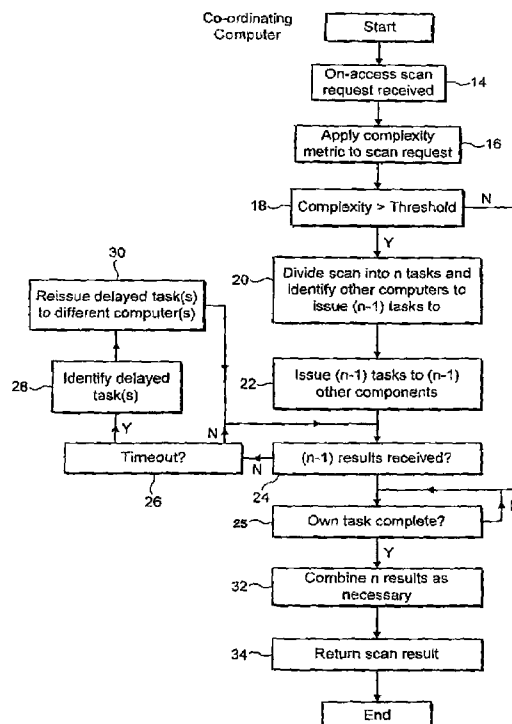 Co-ordinating
Computer
Start
On-access scan
request received
14
Apply complexity
metric to scan request
16
18
Complexity > Threshold
N
Y
20
Divide scan into n tasks and
identify other computers to
issue (n-1) tasks to
30
Reissue delayed task(s)
to different computer(s)
22
Issue (n-1) tasks to (n-1)
other components
28
Identify delayed
task(s)
Y
N
Timeout?
26
N
(n-1) results received?
24
25
Own task complete?
Y
32
Combine n results as
necessary
34
Return scan result
End